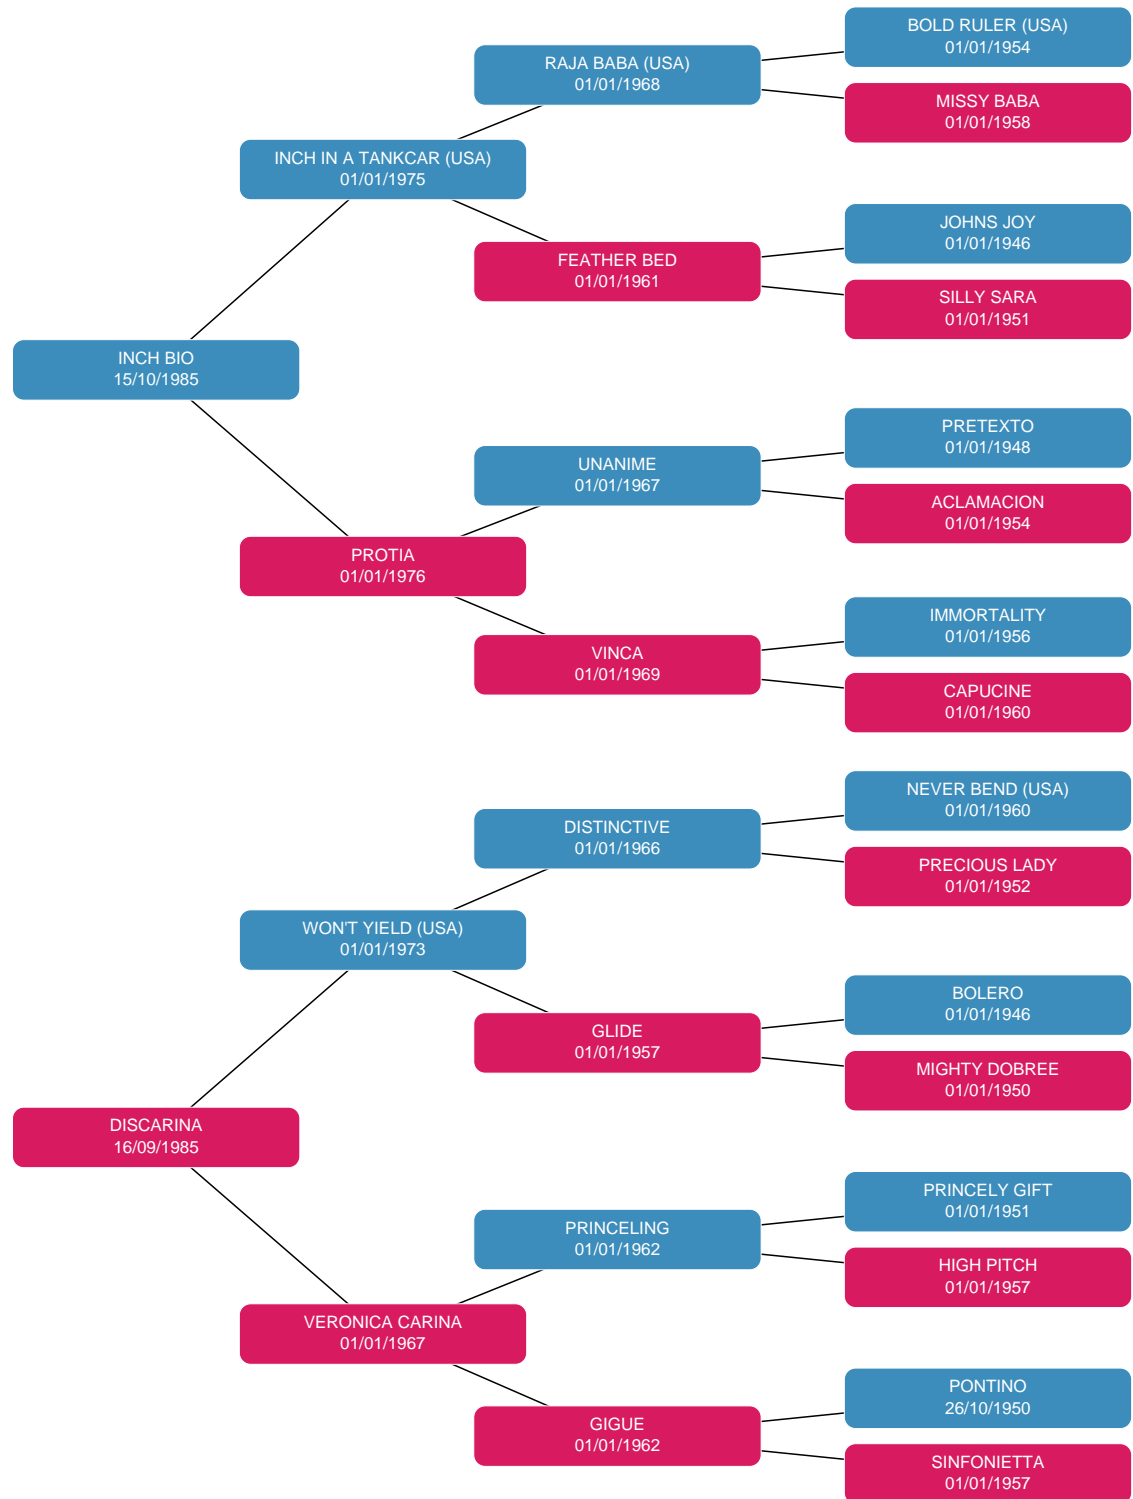 BOLD RULER (USA)
01/01/1954
RAJA BABA (USA)
01/01/1968
MISSY BABA
01/01/1958
INCH IN A TANKCAR (USA)
01/01/1975
JOHNS JOY
01/01/1946
FEATHER BED
01/01/1961
SILLY SARA
01/01/1951
INCH BIO
15/10/1985
PRETEXTO
01/01/1948
UNANIME
01/01/1967
ACLAMACION
01/01/1954
PROTIA
01/01/1976
IMMORTALITY
01/01/1956
VINCA
01/01/1969
CAPUCINE
01/01/1960
NEVER BEND (USA)
01/01/1960
DISTINCTIVE
01/01/1966
PRECIOUS LADY
01/01/1952
WON'T YIELD (USA)
01/01/1973
BOLERO
01/01/1946
GLIDE
01/01/1957
MIGHTY DOBREE
01/01/1950
DISCARINA
16/09/1985
PRINCELY GIFT
01/01/1951
PRINCELING
01/01/1962
HIGH PITCH
01/01/1957
VERONICA CARINA
01/01/1967
PONTINO
26/10/1950
GIGUE
01/01/1962
SINFONIETTA
01/01/1957